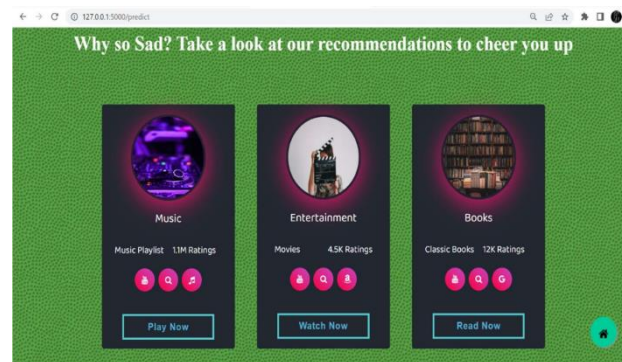 127.0.0.1:5000/predict
Why so Sad? Take a look at our recommendations to cheer you up
Music
Music Playlist 1.1M Ratings
Play Now
Entertainment
Movies 4.5K Ratings
Watch Now
Books
Classic Books 12K Ratings
Read Now